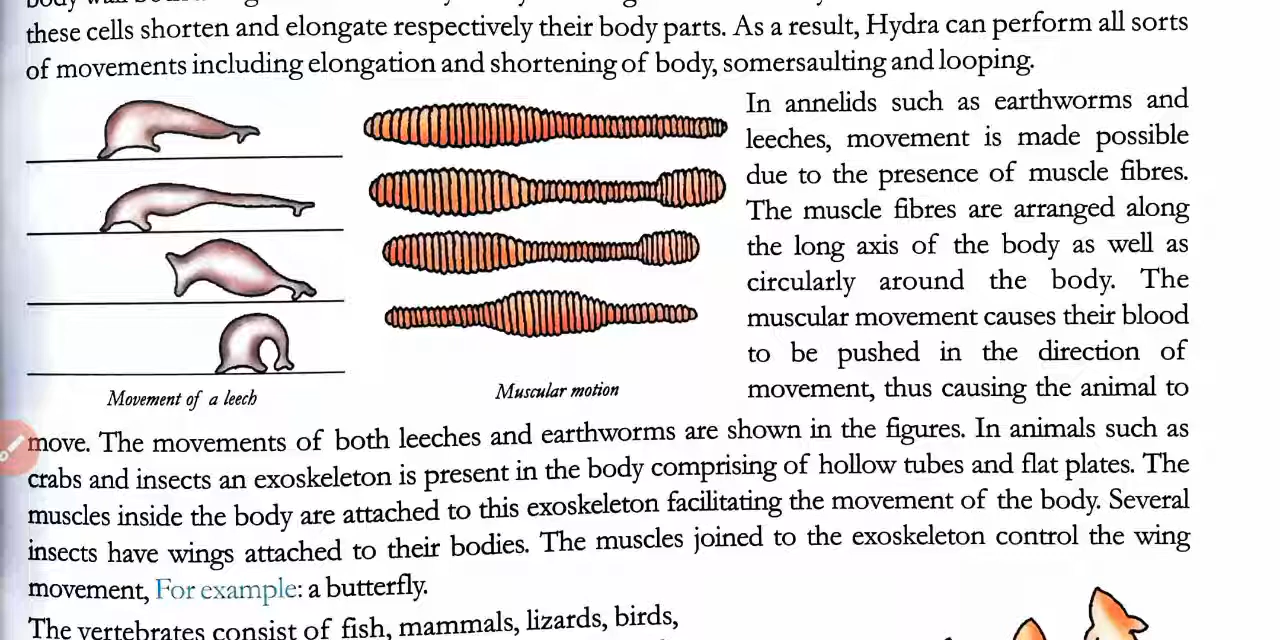 these cells shorten and elongate respectively their body parts. As a result, Hydra can perform all sorts
of movements including elongation and shortening of body, somersaulting and looping.
In annelids such as earthworms and
leeches, movement is made possible
due to the presence of muscle fibres.
The muscle fibres are arranged along
the long axis of the body as well as
circularly around the body. The
muscular movement causes their blood
to be pushed in the direction of
movement, thus causing the animal to
Movement of a leech
Muscular motion
move. The movements of both leeches and earthworms are shown in the figures. In animals such as
crabs and insects an exoskeleton is present in the body comprising of hollow tubes and flat plates. The
muscles inside the body are attached to this exoskeleton facilitating the movement of the body. Several
insects have wings attached to their bodies. The muscles joined to the exoskeleton control the wing
movement, For example: a butterfly.
The vertebrates consist of fish, mammals, lizards, birds,